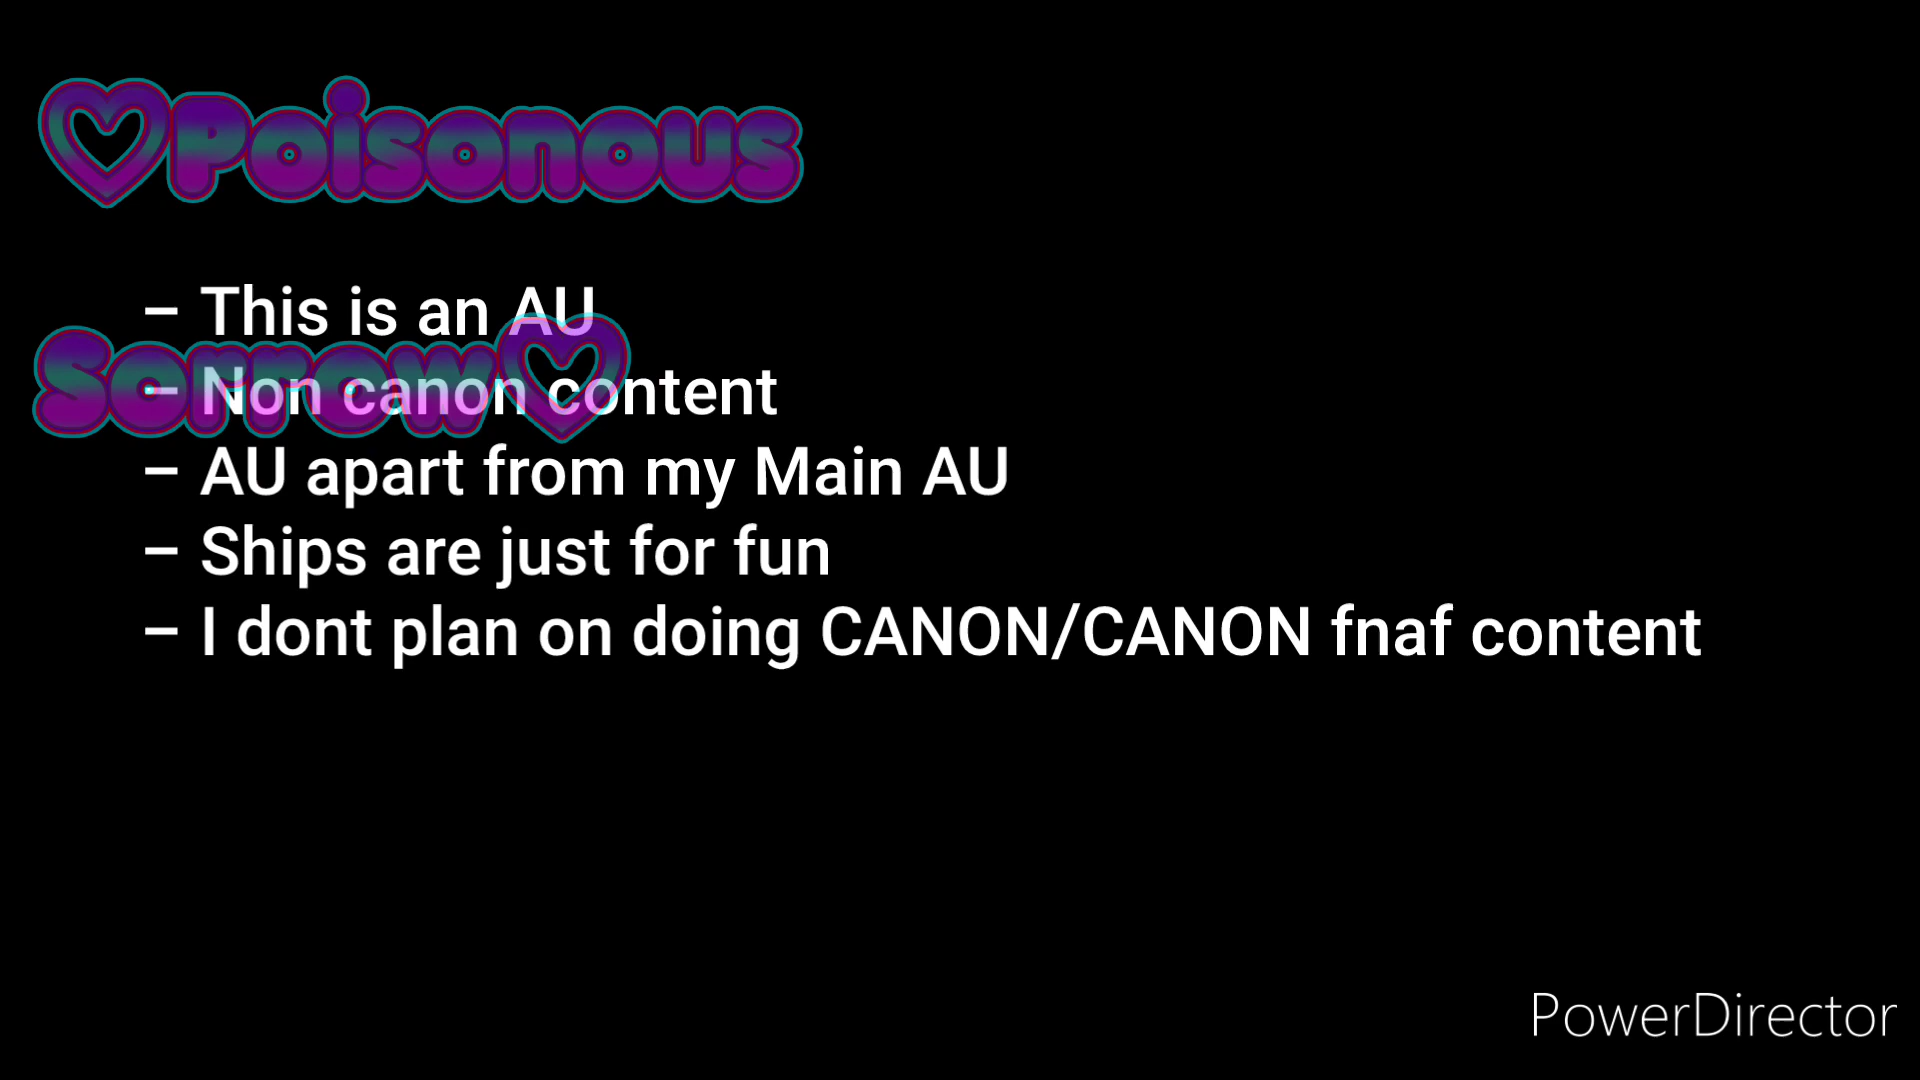 ♡Poisonous
– This is an AU
Sorrow♡
– Non canon content
– AU apart from my Main AU
– Ships are just for fun
– I dont plan on doing CANON/CANON fnaf content
PowerDirector